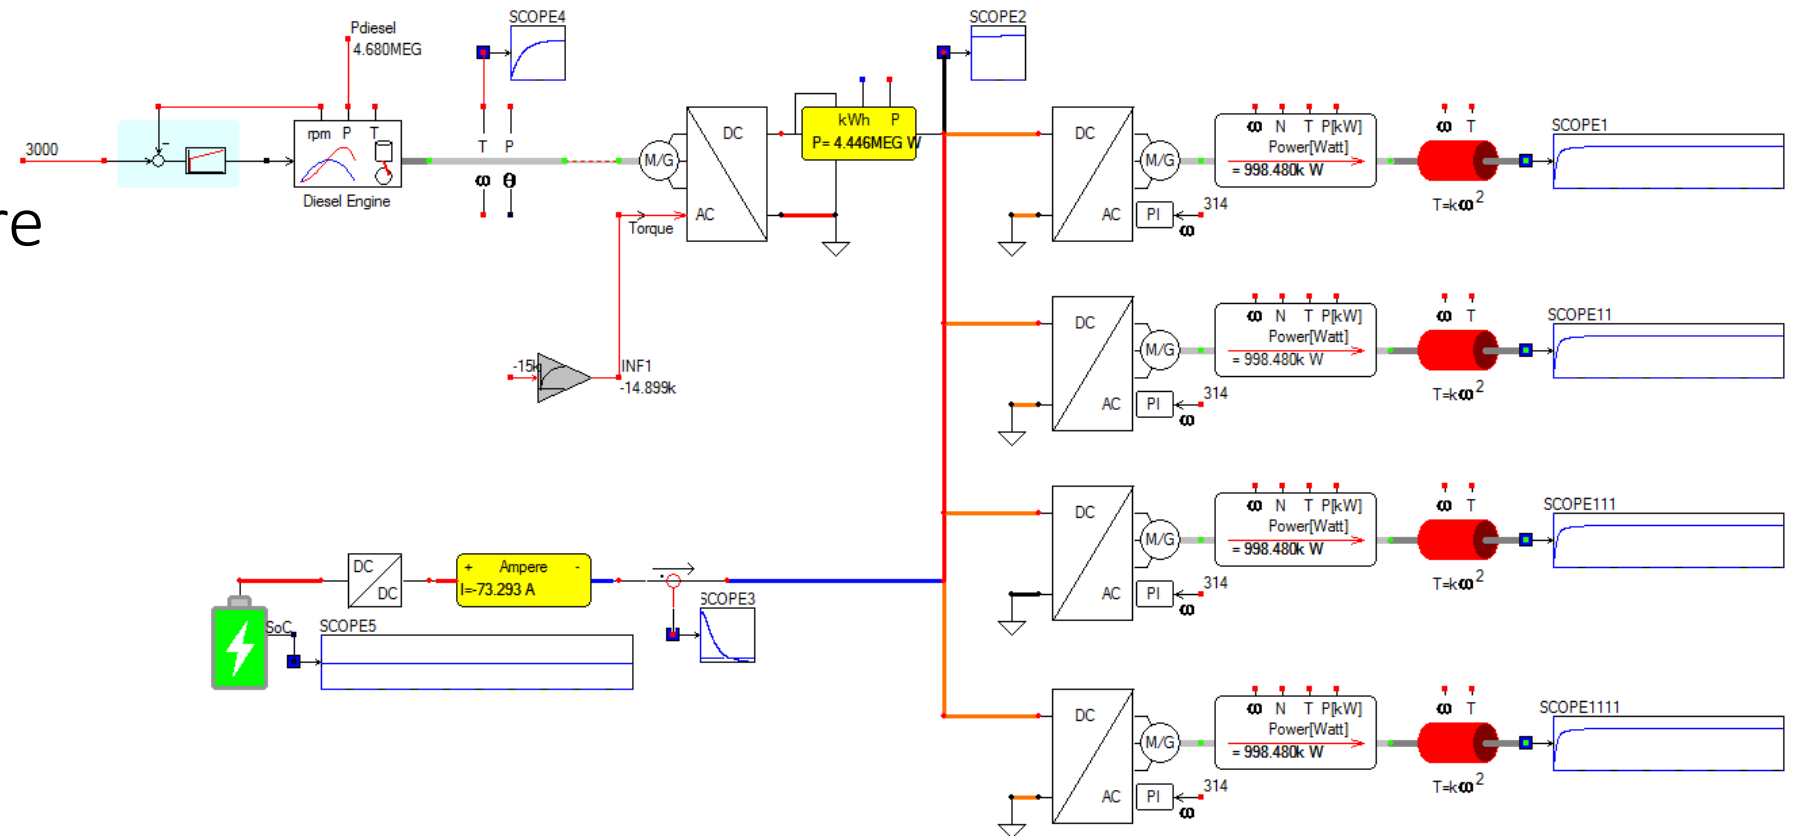 SCOPE4
SCOPE2
Pdiesel
4.680MEG
rpm P T
Diesel Engine
3000
-
T P
ω θ
M/G
DC
AC
Torque
kWh P
P= 4.446MEG W
re
-15k
INF1
-14.899k
DC
AC
M/G
PI
314
ω
ω N T P[kW]
Power[Watt]
= 998.480k W
ω T
T=kω2
SCOPE1
DC
AC
M/G
PI
314
ω
ω N T P[kW]
Power[Watt]
= 998.480k W
ω T
T=kω2
SCOPE11
DC
AC
M/G
PI
314
ω
ω N T P[kW]
Power[Watt]
= 998.480k W
ω T
T=kω2
SCOPE111
DC
DC
+ Ampere -
I=-73.293 A
SCOPE3
SoC
SCOPE5
DC
AC
M/G
PI
314
ω
ω N T P[kW]
Power[Watt]
= 998.480k W
ω T
T=kω2
SCOPE1111